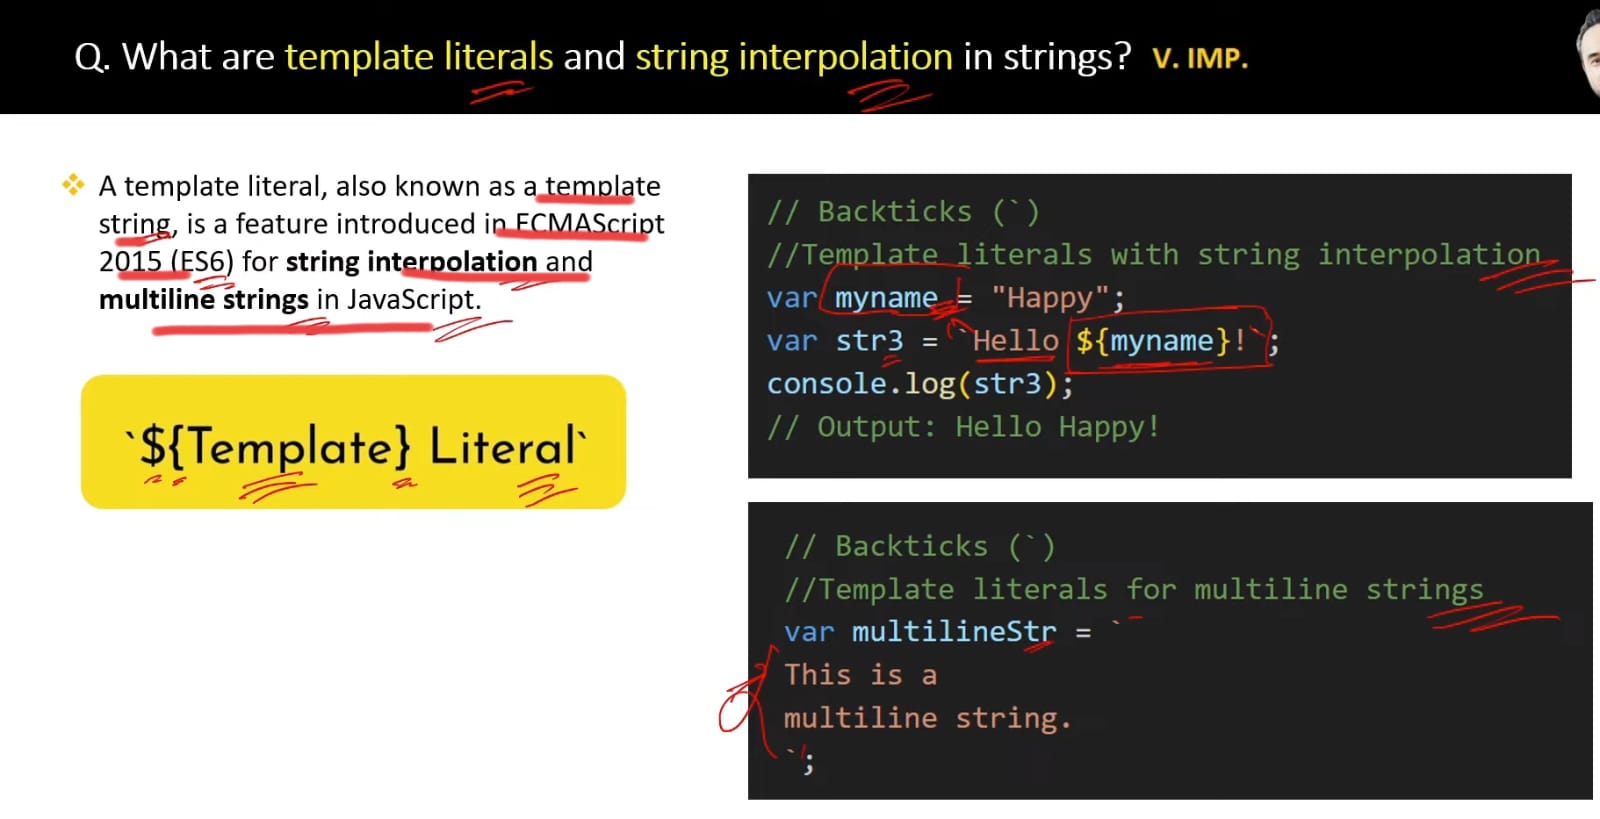 Q. What are template literals and string interpolation in strings? V. IMP.
A template literal, also known as a template
string, is a feature introduced in ECMAScript
2015 (ES6) for string interpolation and
multiline strings in JavaScript.
`${Template} Literal`
// Backticks (`)
//Template literals with string interpolation
var myname = "Happy";
var str3 = `Hello ${myname}!`;
console.log(str3);
// Output: Hello Happy!
// Backticks (`)
//Template literals for multiline strings
var multilineStr = `
This is a
multiline string.
`;